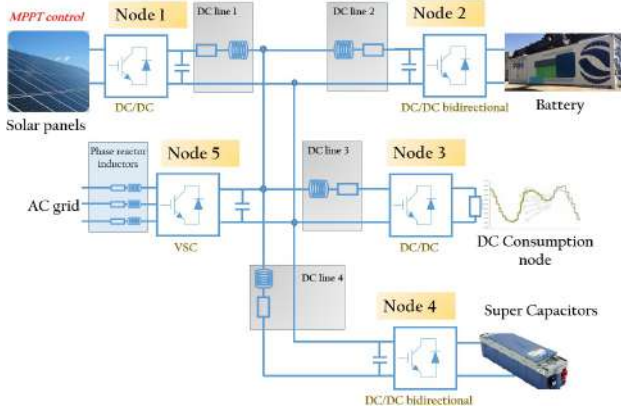 MPPT control
Node 1
DC line 1
DC line 2
Node 2
Solar panels
DC/DC
DC/DC bidirectional
Battery
Phase reactor
inductors
Node 5
DC line 3
Node 3
AC grid
VSC
DC/DC
DC Consumption
node
DC line 4
Node 4
Super Capacitors
DC/DC bidirectional